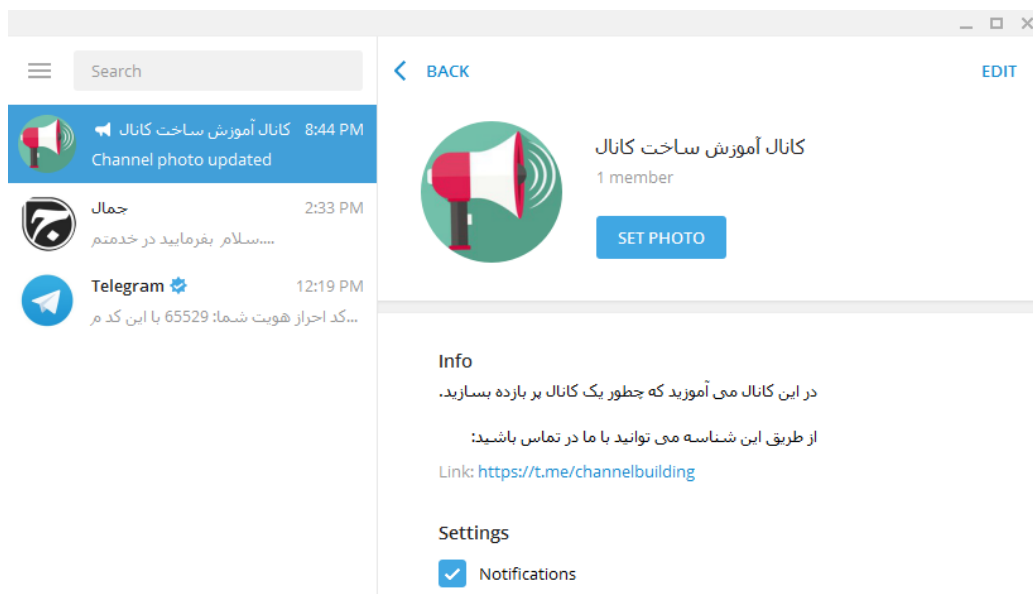 Search
کانال آموزش ساخت کانال 8:44 PM
Channel photo updated
جمال 2:33 PM
سلام بفرمایید در خدمتم....
Telegram 12:19 PM
کد احراز هویت شما: 65529 با این کد م...
BACK
EDIT
کانال آموزش ساخت کانال
1 member
SET PHOTO
Info
در این کانال می آموزید که چطور یک کانال پر بازده بسازید.
از طریق این شناسه می توانید با ما در تماس باشید:
Link: https://t.me/channelbuilding
Settings
Notifications